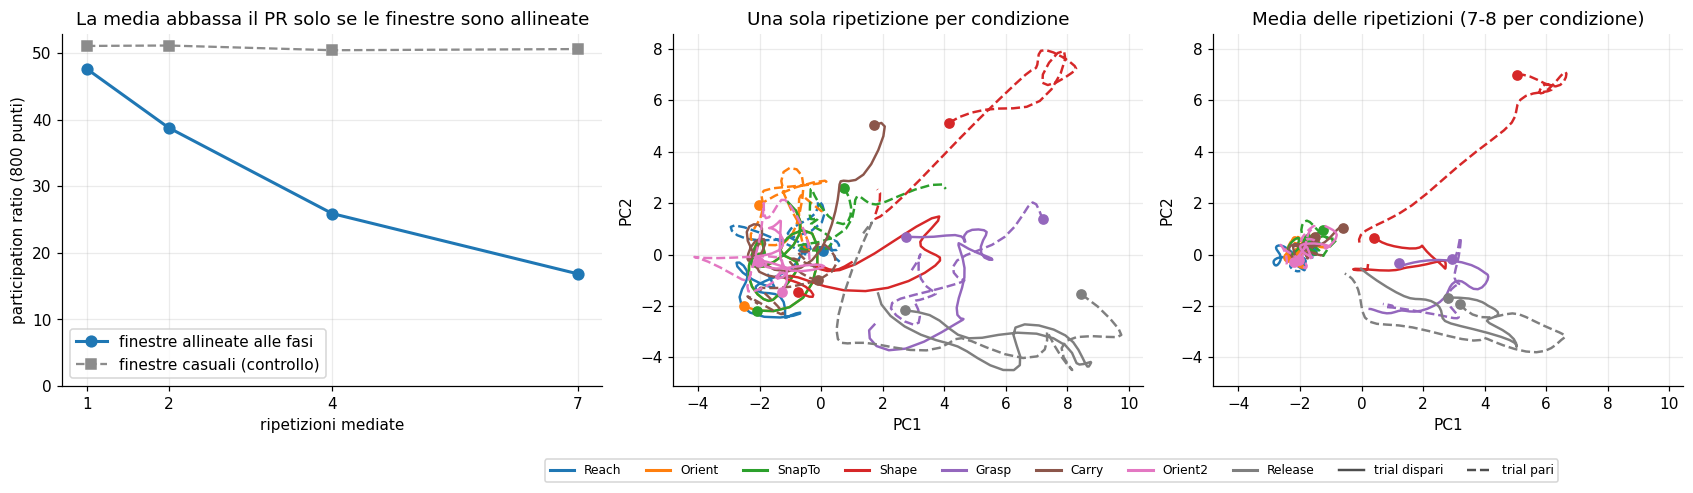 La media abbassa il PR solo se le finestre sono allineate
participation ratio (800 punti)
50
40
30
20
10
0
finestre allineate alle fasi
finestre casuali (controllo)
1 2 4 7
ripetizioni mediate
Una sola ripetizione per condizione
PC2
8
6
4
2
0
−2
−4
−4 −2 0 2 4 6 8 10
PC1
Media delle ripetizioni (7-8 per condizione)
PC2
8
6
4
2
0
−2
−4
−4 −2 0 2 4 6 8 10
PC1
Reach Orient SnapTo Shape Grasp Carry Orient2 Release trial dispari trial pari